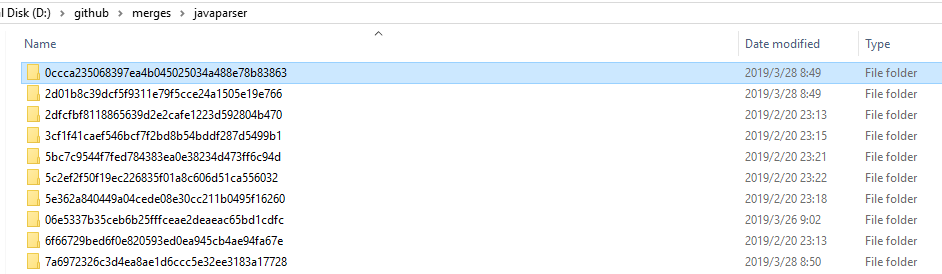 l Disk (D:) > github > merges > javaparser
Name Date modified Type
0ccca235068397ea4b045025034a488e78b83863 2019/3/28 8:49 File folder
2d01b8c39dcf5f9311e79f5cce24a1505e19e766 2019/3/28 8:49 File folder
2dfcfbf8118865639d2e2cafe1223d592804b470 2019/2/20 23:13 File folder
3cf1f41caef546bcf7f2bd8b54bddf287d5499b1 2019/2/20 23:15 File folder
5bc7c9544f7fed784383ea0e38234d473ff6c94d 2019/2/20 23:21 File folder
5c2ef2f50f19ec226835f01a8c606d51ca556032 2019/2/20 23:22 File folder
5e362a840449a04cede08e30cc211b0495f16260 2019/2/20 23:18 File folder
06e5337b35ceb6b25fffceae2deaeac65bd1cdfc 2019/3/26 9:02 File folder
6f66729bed6f0e820593ed0ea945cb4ae94fa67e 2019/2/20 23:13 File folder
7a6972326c3d4ea8ae1d6ccc5e32ee3183a17728 2019/3/28 8:50 File folder